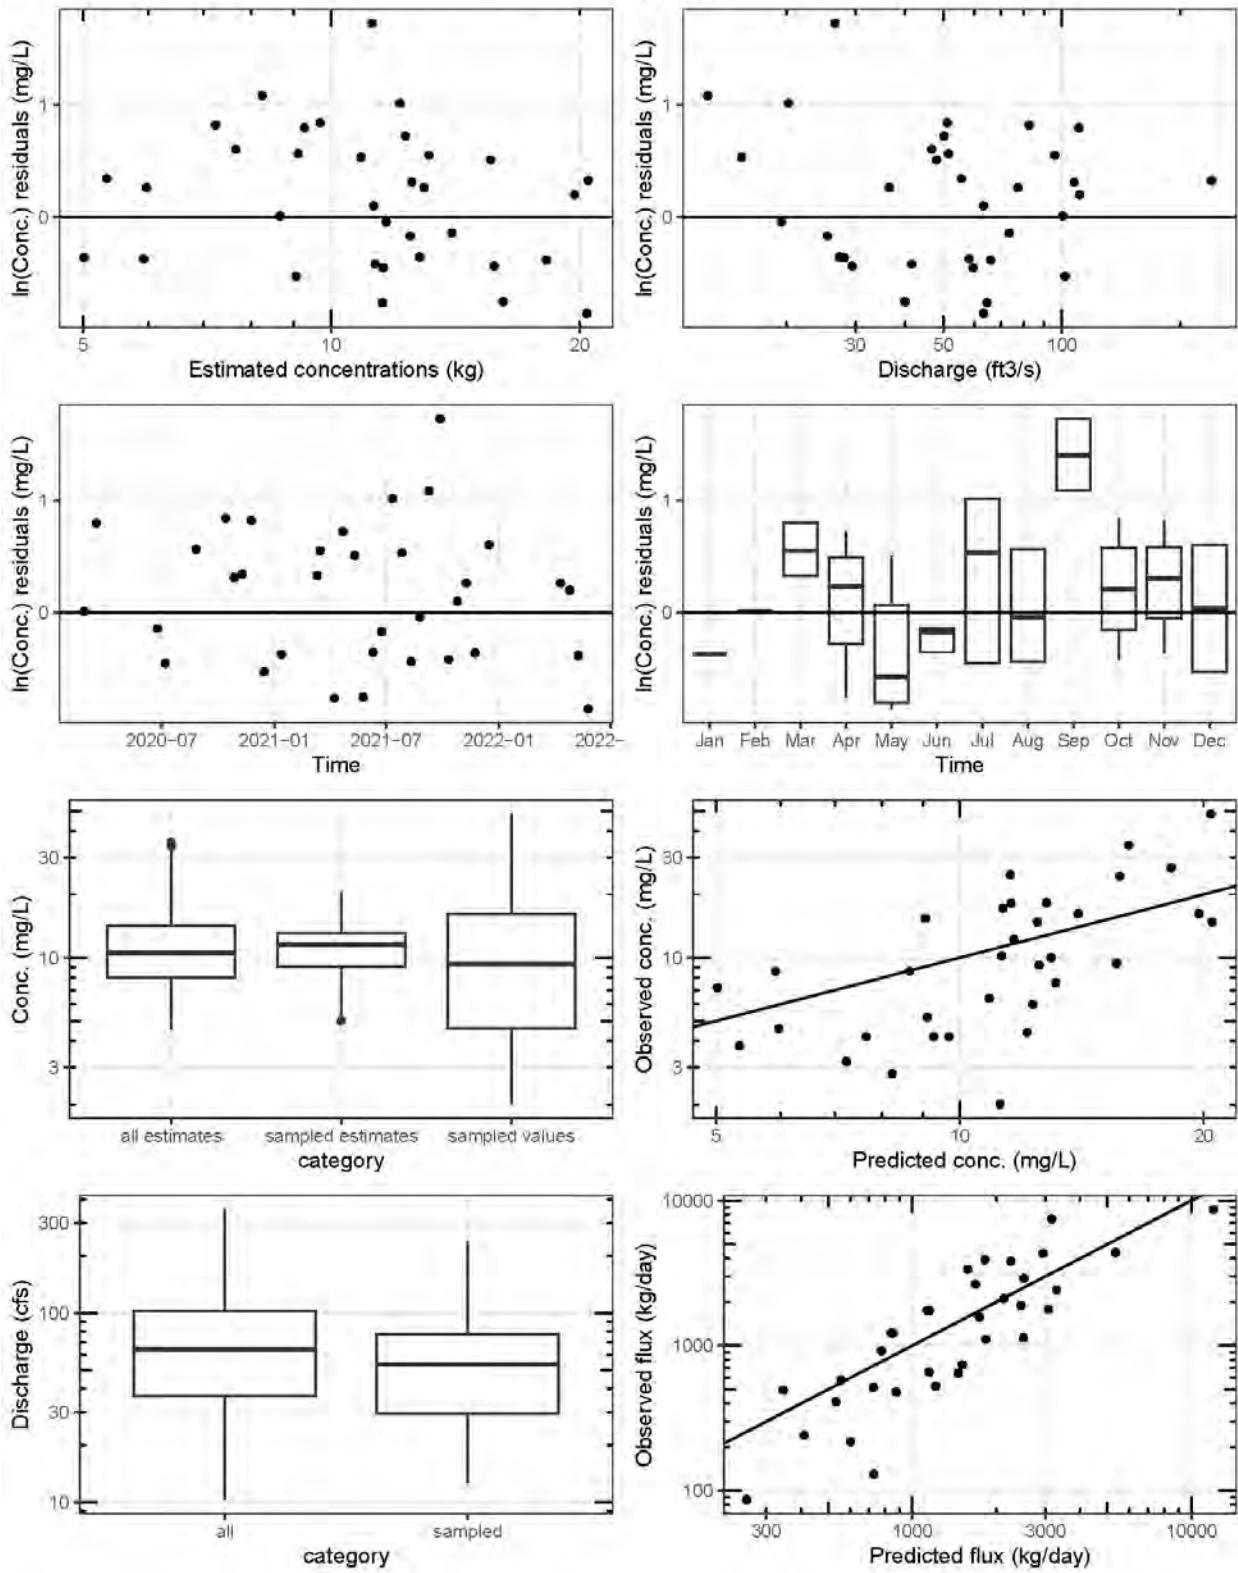 ln(Conc.) residuals (mg/L)
1
0
5
10
20
Estimated concentrations (kg)
ln(Conc.) residuals (mg/L)
1
0
30
50
100
Discharge (ft3/s)
ln(Conc.) residuals (mg/L)
1
0
2020-07
2021-01
2021-07
2022-01
2022-
Time
ln(Conc.) residuals (mg/L)
1
0
Jan Feb Mar Apr May Jun Jul Aug Sep Oct Nov Dec
Time
Conc. (mg/L)
30
10
3
all estimates
sampled estimates
sampled values
category
Observed conc. (mg/L)
30
10
3
5
10
20
Predicted conc. (mg/L)
Discharge (cfs)
300
100
30
10
all
sampled
category
Observed flux (kg/day)
10000
1000
100
300
1000
3000
10000
Predicted flux (kg/day)